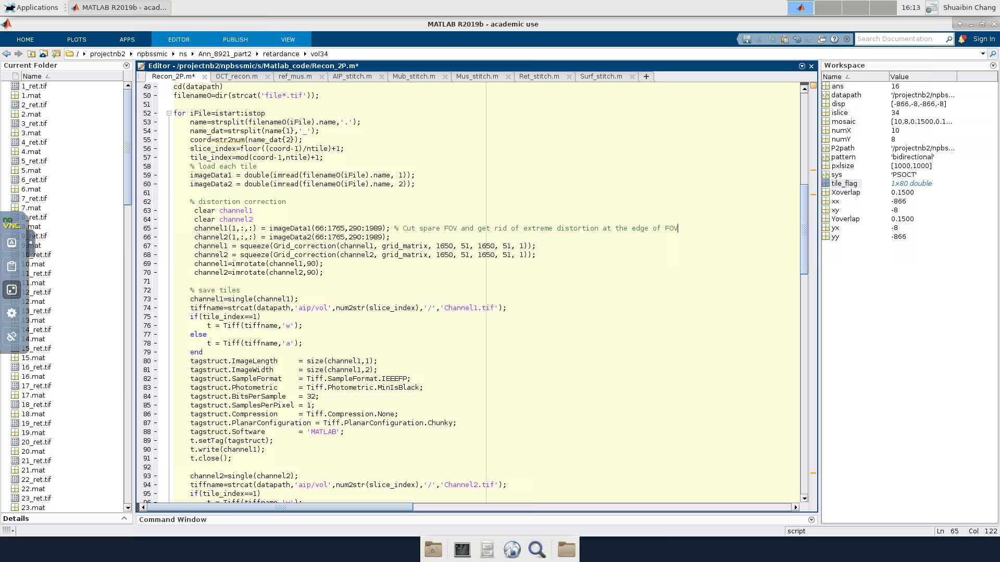 Applications
MATLAB R2019b - acad...
16:13
Shuaibin Chang
MATLAB R2019b - academic use
HOME
PLOTS
APPS
EDITOR
PUBLISH
VIEW
Search Documentation
Sign In
/ projectnb2 npbssmic ns Ann_8921_part2 retardance vol34
Current Folder
Name
1_ret.tif
1.mat
2_ret.tif
2.mat
3_ret.tif
3.mat
4_ret.tif
4.mat
5_ret.tif
5.mat
6_ret.tif
6.mat
7_ret.tif
7.mat
8_ret.tif
8.mat
9_ret.tif
9.mat
10_ret.tif
10.mat
11_ret.tif
11.mat
12_ret.tif
12.mat
13_ret.tif
13.mat
14_ret.tif
14.mat
15_ret.tif
15.mat
16_ret.tif
16.mat
17_ret.tif
17.mat
18_ret.tif
18.mat
19_ret.tif
19.mat
20_ret.tif
20.mat
21_ret.tif
21.mat
22_ret.tif
22.mat
23_ret.tif
23.mat
Details
no
VNC
A
Editor - /projectnb2/npbssmic/s/Matlab_code/Recon_2P.m*
Recon_2P.m*
OCT_recon.m
ref_mus.m
AIP_stitch.m
Mub_stitch.m
Mus_stitch.m
Ret_stitch.m
Surf_stitch.m
+
49 - cd(datapath)
50 - filename0=dir(strcat('file*.tif'));
51
52 - for iFile=istart:istop
53 - name=strsplit(filename0(iFile).name,'.');
54 - name_dat=strsplit(name{1},'_');
55 - coord=str2num(name_dat{2});
56 - slice_index=floor((coord-1)/ntile)+1;
57 - tile_index=mod(coord-1,ntile)+1;
58 % load each tile
59 - imageData1 = double(imread(filename0(iFile).name, 1));
60 - imageData2 = double(imread(filename0(iFile).name, 2));
61
62 % distortion correction
63 - clear channel1
64 - clear channel2
65 - channel1(1,:,:) = imageData1(66:1765,290:1989); % Cut spare FOV and get rid of extreme distortion at the edge of FOV
66 - channel2(1,:,:) = imageData2(66:1765,290:1989);
67 - channel1 = squeeze(Grid_correction(channel1, grid_matrix, 1650, 51, 1650, 51, 1));
68 - channel2 = squeeze(Grid_correction(channel2, grid_matrix, 1650, 51, 1650, 51, 1));
69 - channel1=imrotate(channel1,90);
70 - channel2=imrotate(channel2,90);
71
72 % save tiles
73 - channel1=single(channel1);
74 - tiffname=strcat(datapath,'aip/vol',num2str(slice_index),'/','Channel1.tif');
75 - if(tile_index==1)
76 - t = Tiff(tiffname,'w');
77 - else
78 - t = Tiff(tiffname,'a');
79 - end
80 - tagstruct.ImageLength = size(channel1,1);
81 - tagstruct.ImageWidth = size(channel1,2);
82 - tagstruct.SampleFormat = Tiff.SampleFormat.IEEEFP;
83 - tagstruct.Photometric = Tiff.Photometric.MinIsBlack;
84 - tagstruct.BitsPerSample = 32;
85 - tagstruct.SamplesPerPixel = 1;
86 - tagstruct.Compression = Tiff.Compression.None;
87 - tagstruct.PlanarConfiguration = Tiff.PlanarConfiguration.Chunky;
88 - tagstruct.Software = 'MATLAB';
89 - t.setTag(tagstruct);
90 - t.write(channel1);
91 - t.close();
92
93 - channel2=single(channel2);
94 - tiffname=strcat(datapath,'aip/vol',num2str(slice_index),'/','Channel2.tif');
95 - if(tile_index==1)
96 - t = Tiff(tiffname,'w');
Command Window
Workspace
Name Value
ans 16
datapath '/projectnb2/npbs...
disp [-866,-8,-866,-8]
islice 34
mosaic [10,8,0.1500,0.1...
numX 10
numY 8
P2path '/projectnb2/npbs...
pattern 'bidirectional'
pxlsize [1000,1000]
sys 'PSOCT'
tile_flag 1x80 double
Xoverlap 0.1500
xx -866
xy -8
Yoverlap 0.1500
yx -8
yy -866
script
Ln 65 Col 122